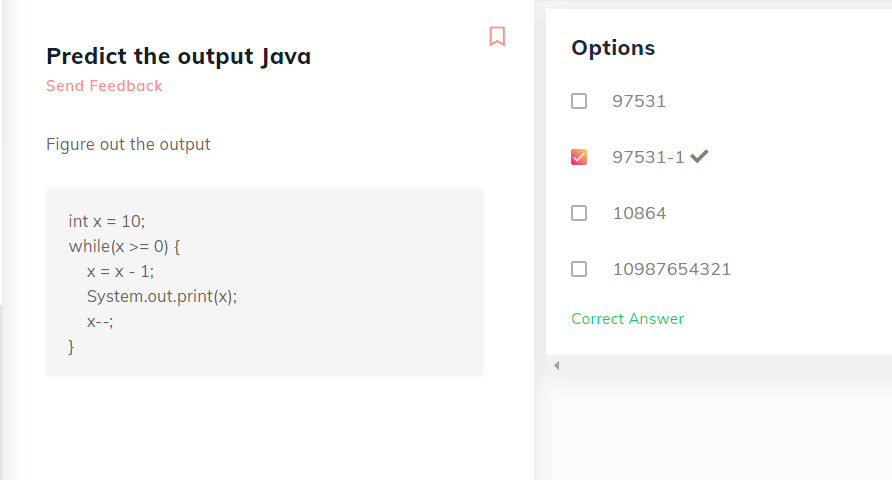 Predict the output Java
Send Feedback
Figure out the output
int x = 10;
while(x >= 0) {
x = x - 1;
System.out.print(x);
x--;
}
Options
97531
97531-1
10864
10987654321
Correct Answer